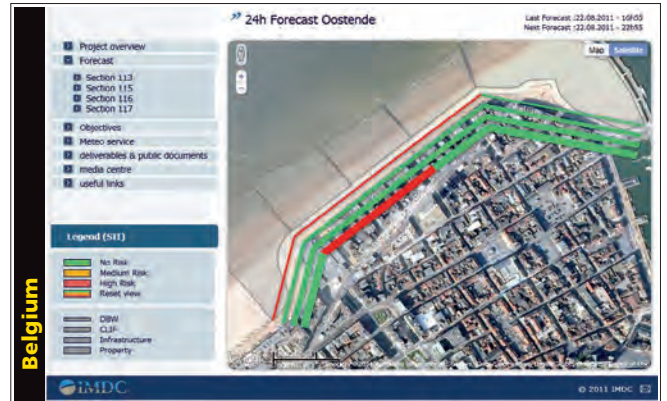 24h Forecast Oostende
Last Forecast :22.08.2011 - 10h55
Next Forecast :22.08.2011 - 22h55
Project overview
Forecast
Section 113
Section 115
Section 116
Section 117
Objectives
Meteo service
deliverables & public documents
media centre
useful links
Map
Satellite
Legend (SII)
No Risk
Medium Risk
High Risk
Reset view
DBW
CLIF
Infrastructure
Property
Belgium
IMDC
© 2011 IMDC